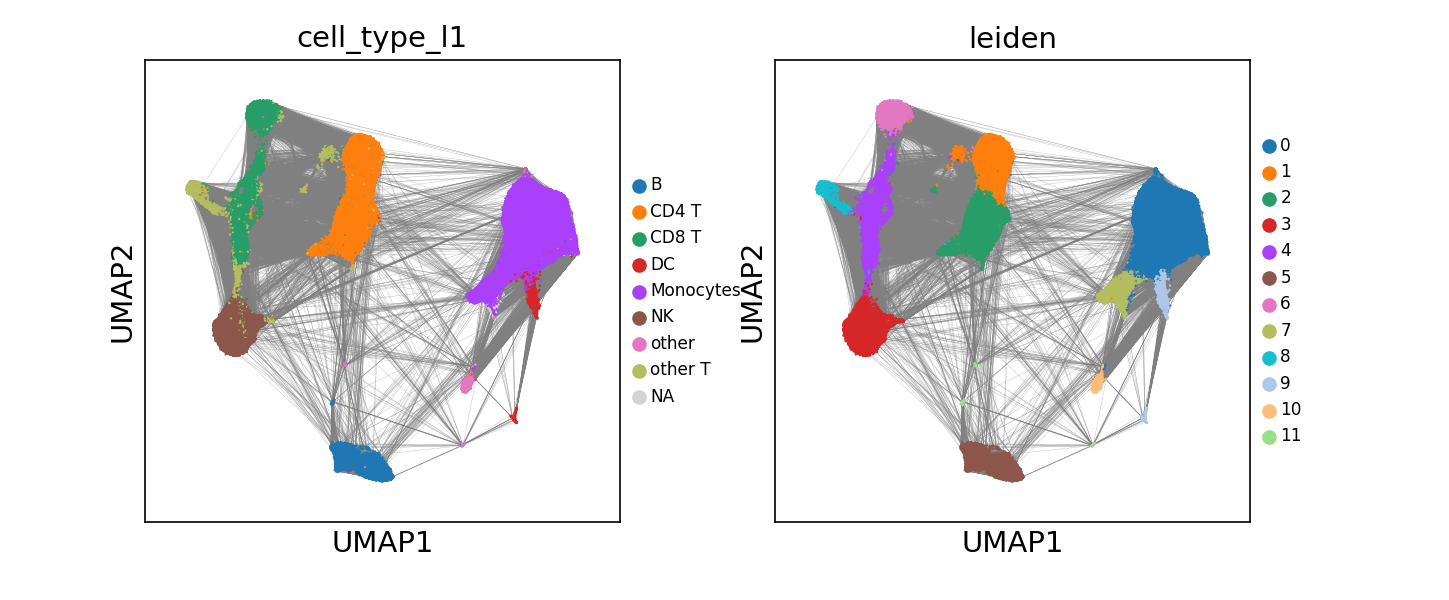 cell_type_l1
UMAP2
UMAP1
B
CD4 T
CD8 T
DC
Monocytes
NK
other
other T
NA
leiden
UMAP2
UMAP1
0
1
2
3
4
5
6
7
8
9
10
11